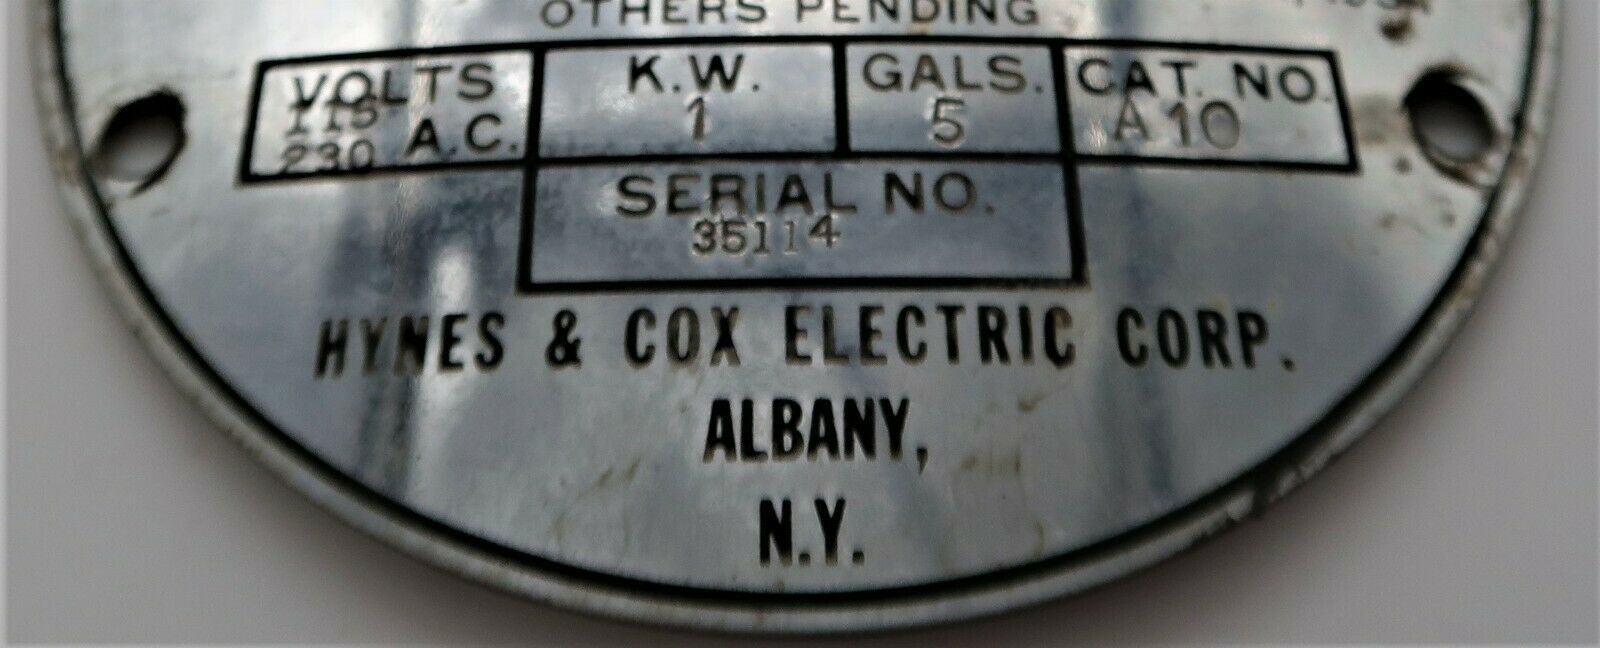 OTHERS PENDING
VOLTS K.W. GALS. CAT. NO.
115 A.C. 1 5 A10
230
SERIAL NO.
35114
HYNES & COX ELECTRIC CORP.
ALBANY,
N.Y.